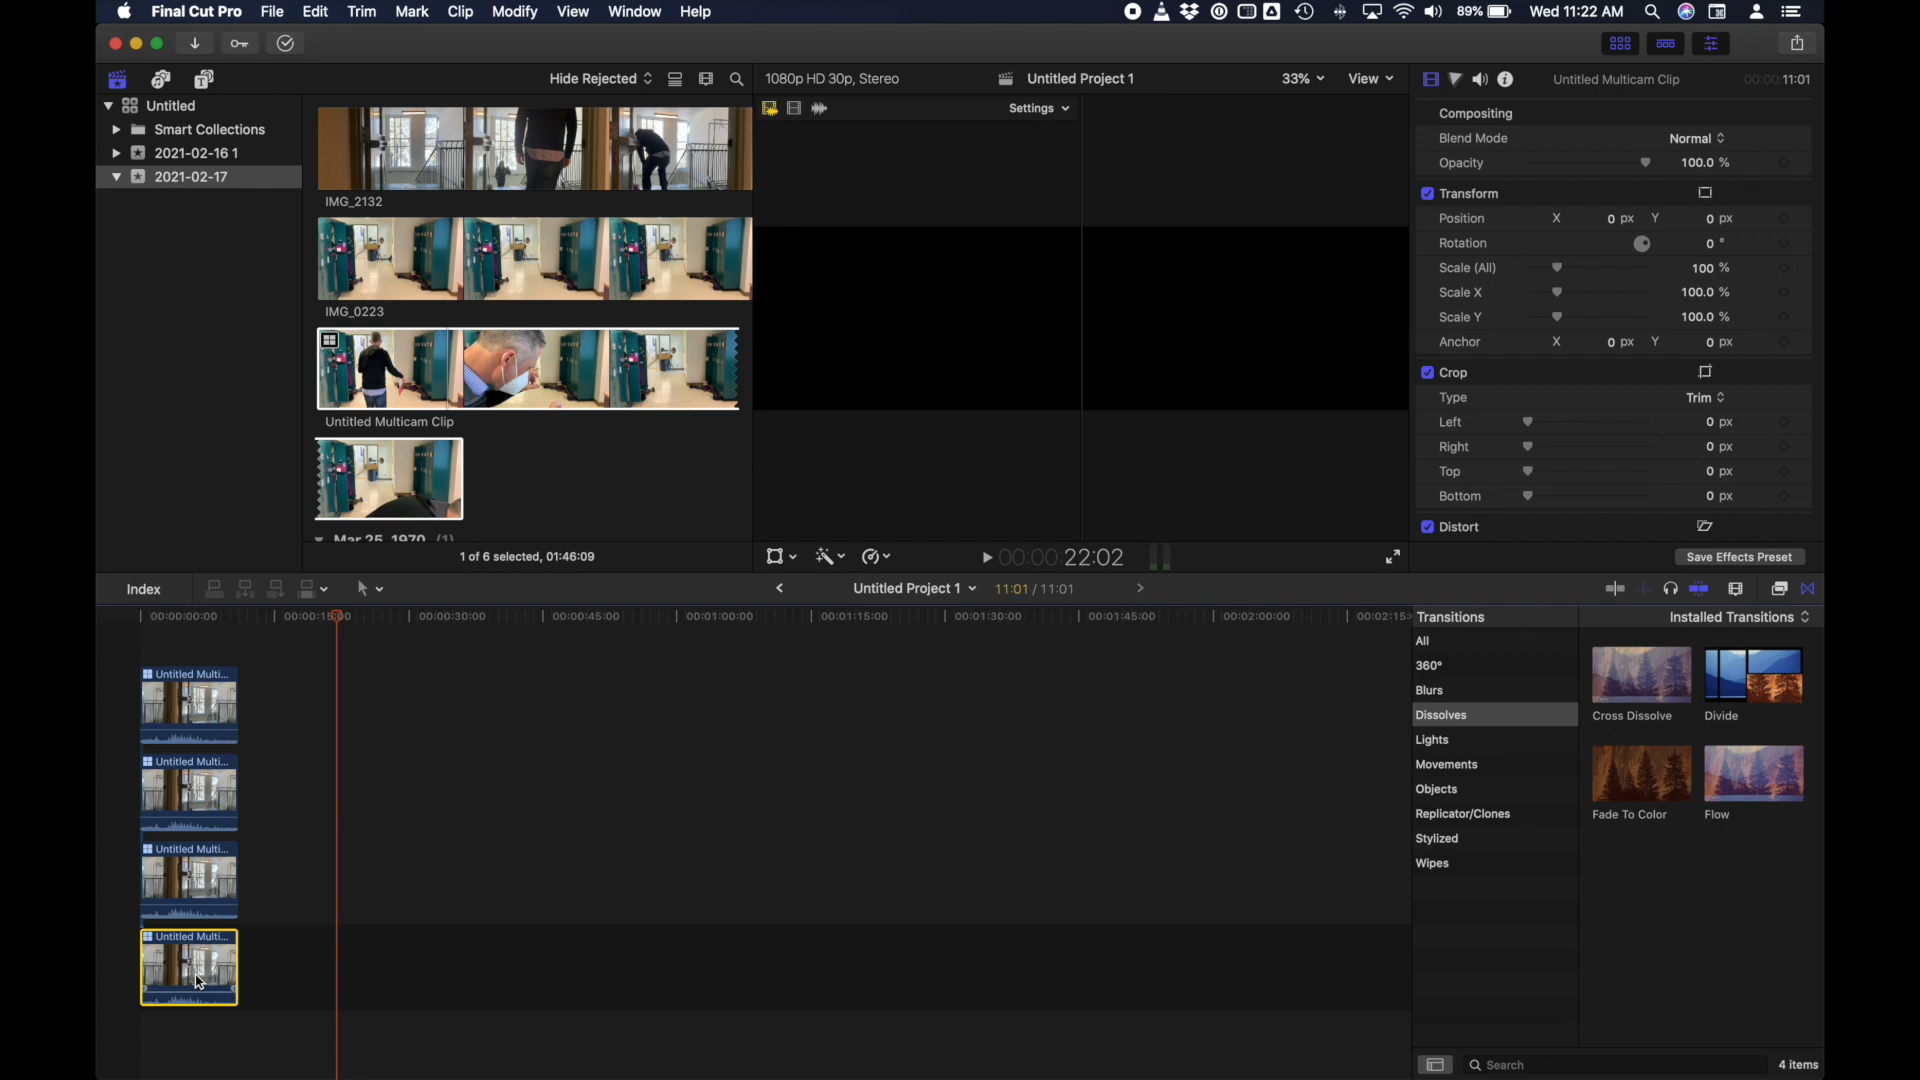 Final Cut Pro File Edit Trim Mark Clip Modify View Window Help
89% Wed 11:22 AM
Hide Rejected
1080p HD 30p, Stereo
Untitled Project 1
33%
View
Untitled Multicam Clip
00:00:11:01
Untitled
Smart Collections
2021-02-16 1
2021-02-17
IMG_2132
IMG_0223
Untitled Multicam Clip
Mar 25, 1970 (1)
1 of 6 selected, 01:46:09
Settings
00:00:22:02
Compositing
Blend Mode Normal
Opacity 100.0 %
Transform
Position X 0 px Y 0 px
Rotation 0 °
Scale (All) 100 %
Scale X 100.0 %
Scale Y 100.0 %
Anchor X 0 px Y 0 px
Crop
Type Trim
Left 0 px
Right 0 px
Top 0 px
Bottom 0 px
Distort
Save Effects Preset
Index
Untitled Project 1
11:01 / 11:01
00:00:00:00 00:00:15:00 00:00:30:00 00:00:45:00 00:01:00:00 00:01:15:00 00:01:30:00 00:01:45:00 00:02:00:00 00:02:15:
Untitled Multi...
Untitled Multi...
Untitled Multi...
Untitled Multi...
Transitions
Installed Transitions
All
360°
Blurs
Dissolves
Lights
Movements
Objects
Replicator/Clones
Stylized
Wipes
Cross Dissolve
Divide
Fade To Color
Flow
Search
4 items